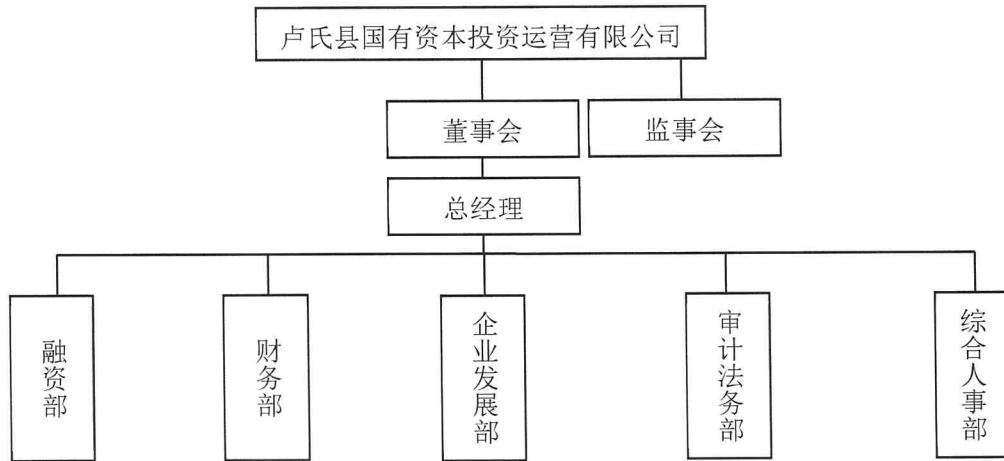 卢氏县国有资本投资运营有限公司
董事会
监事会
总经理
融资部
财务部
企业发展部
审计法务部
综合人事部